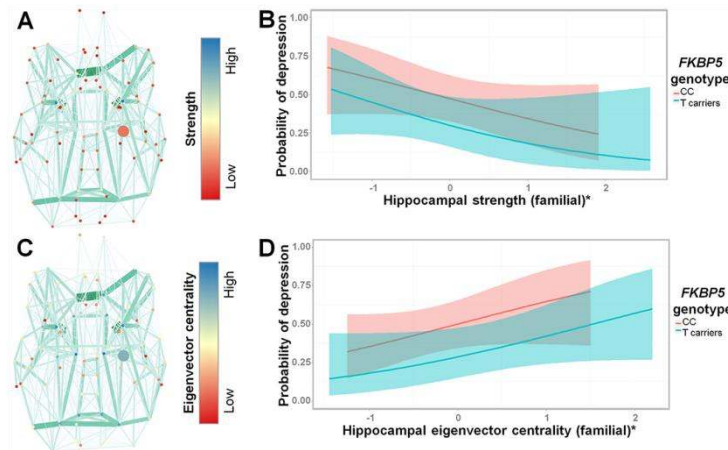 A
High
Strength
Low
B
Probability of depression
1.00
0.75
0.50
0.25
0.00
-1
0
1
2
Hippocampal strength (familial)*
FKBP5
genotype
CC
T carriers
C
High
Eigenvector centrality
Low
D
Probability of depression
1.00
0.75
0.50
0.25
0.00
-1
0
1
2
Hippocampal eigenvector centrality (familial)*
FKBP5
genotype
CC
T carriers